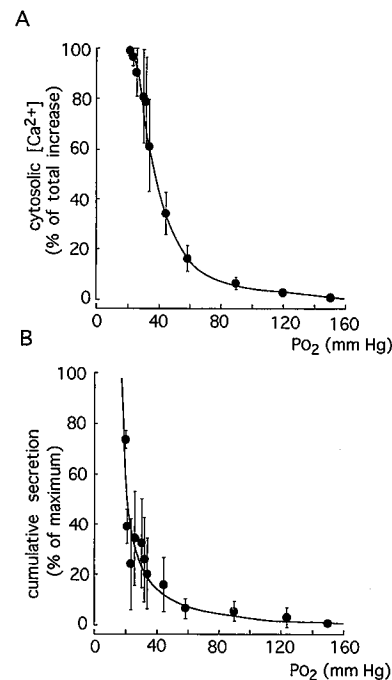 A
cytosolic [Ca2+]
(% of total increase)
100
80
60
40
20
0
0 40 80 120 160
PO2 (mm Hg)
B
cumulative secretion
(% of maximum)
100
80
60
40
20
0
0 40 80 120 160
PO2 (mm Hg)